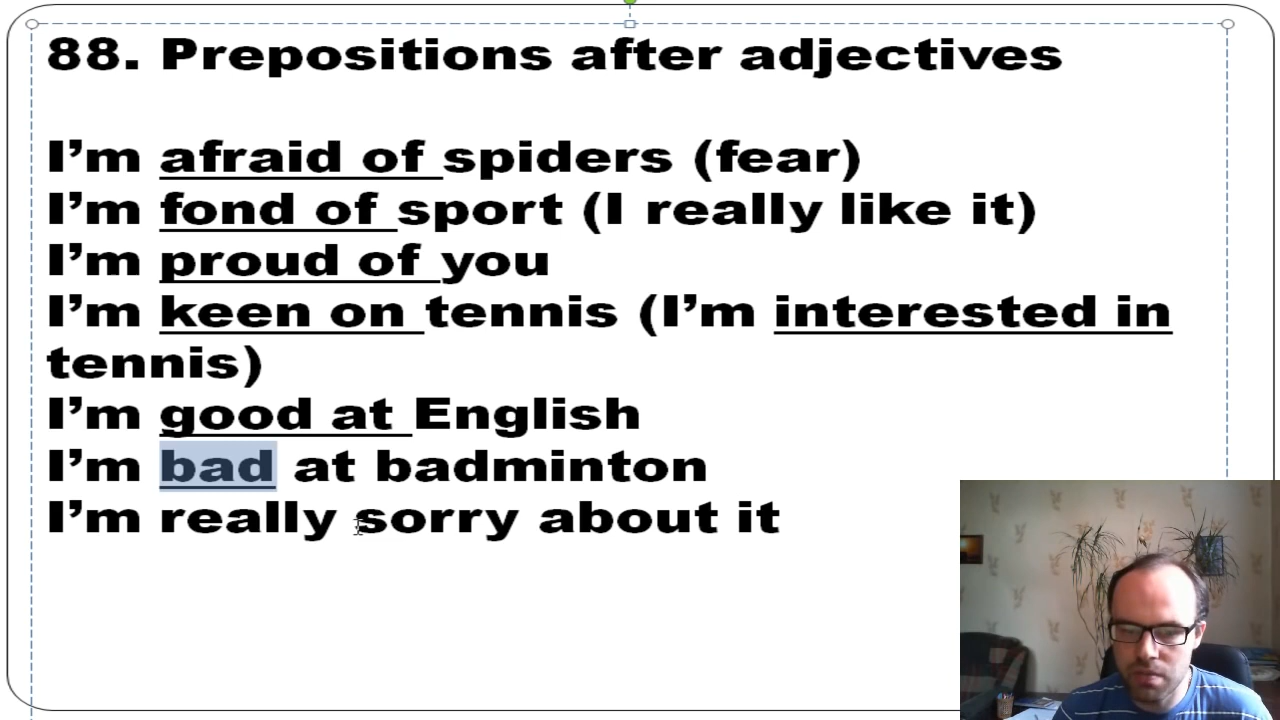 88. Prepositions after adjectives
I’m afraid of spiders (fear)
I’m fond of sport (I really like it)
I’m proud of you
I’m keen on tennis (I’m interested in
tennis)
I’m good at English
I’m bad at badminton
I’m really sorry about it